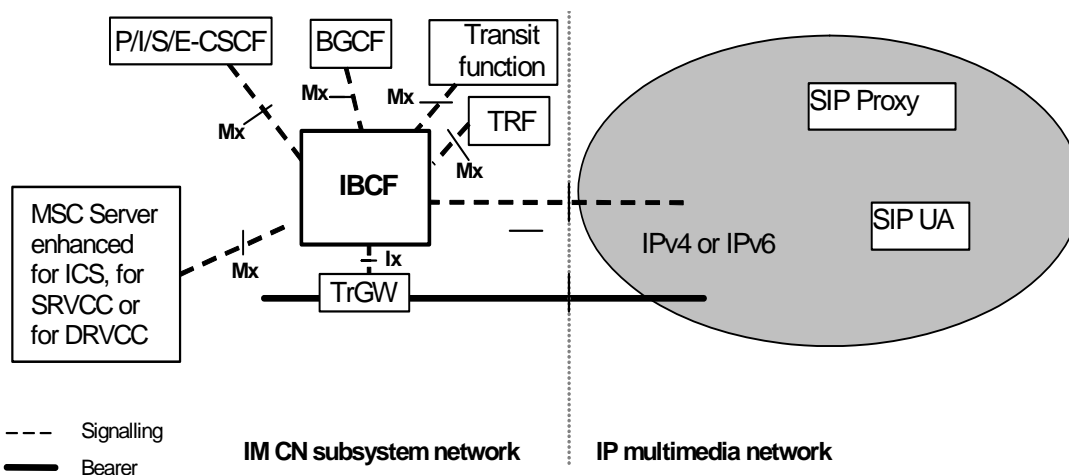 P/I/S/E-CSCF
BGCF
Transit
function
TRF
Mx
Mx
Mx
Mx
IBCF
SIP Proxy
SIP UA
IPv4 or IPv6
MSC Server
enhanced
for ICS, for
SRVCC or
for DRVCC
Mx
Ix
TrGW
Signalling
Bearer
IM CN subsystem network
IP multimedia network